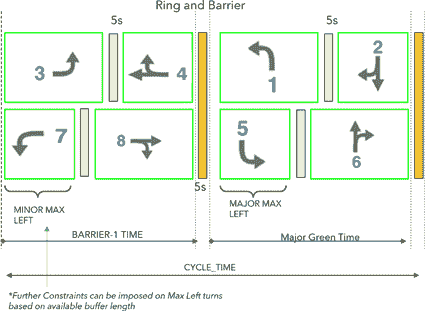 Ring and Barrier
5s
5s
3
4
1
2
7
8
5
6
5s
MINOR MAX
LEFT
MAJOR MAX
LEFT
BARRIER-1 TIME
Major Green Time
CYCLE_TIME
*Further Constraints can be imposed on Max Left turns
based on available buffer length